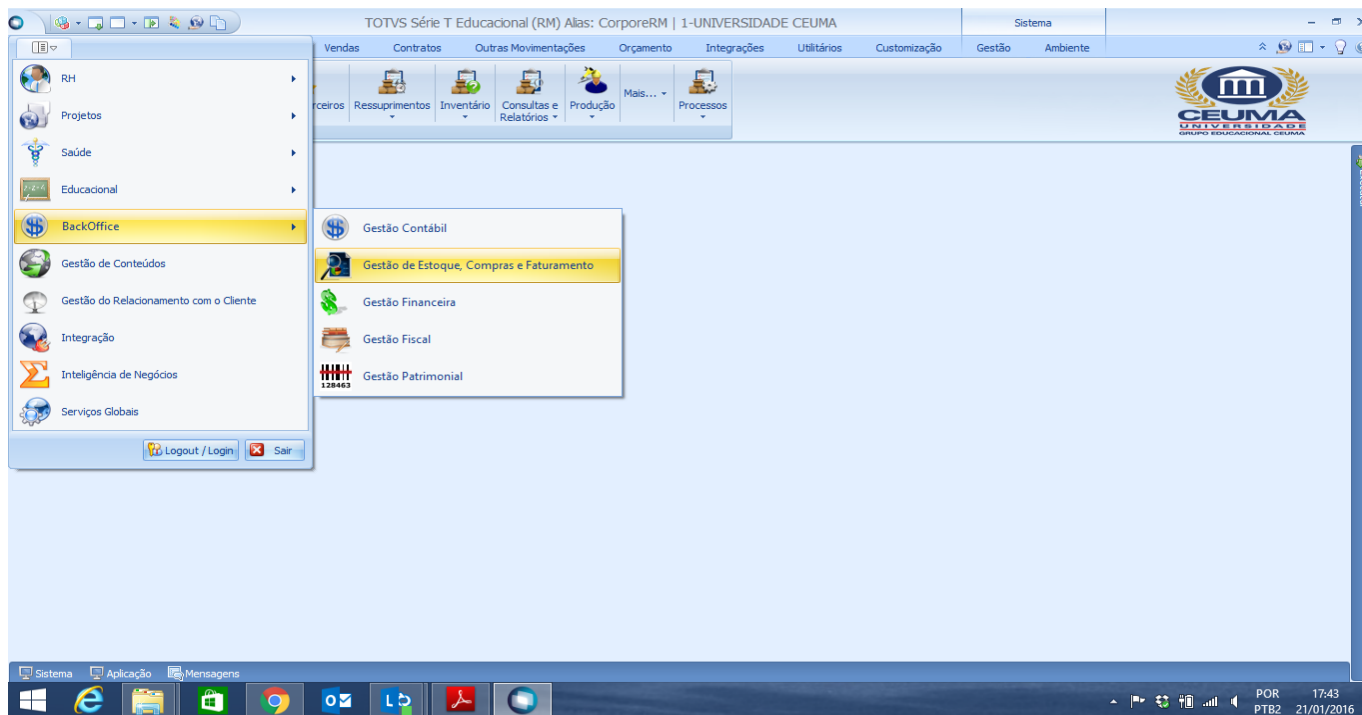 TOTVS Série T Educacional (RM) Alias: CorporeRM | 1-UNIVERSIDADE CEUMA
Sistema
Vendas Contratos Outras Movimentações Orçamento Integrações Utilitários Customização Gestão Ambiente
RH
Projetos
Saúde
Educacional
BackOffice
Gestão de Conteúdos
Gestão do Relacionamento com o Cliente
Integração
Inteligência de Negócios
Serviços Globais
Logout / Login Sair
rceiros Ressuprimentos Inventário Consultas e Relatórios Produção Mais... Processos
CEUMA
UNIVERSIDADE
GRUPO EDUCACIONAL CEUMA
Gestão Contábil
Gestão de Estoque, Compras e Faturamento
Gestão Financeira
Gestão Fiscal
128463
Gestão Patrimonial
Sistema Aplicação Mensagens
POR 17:43
PTB2 21/01/2016